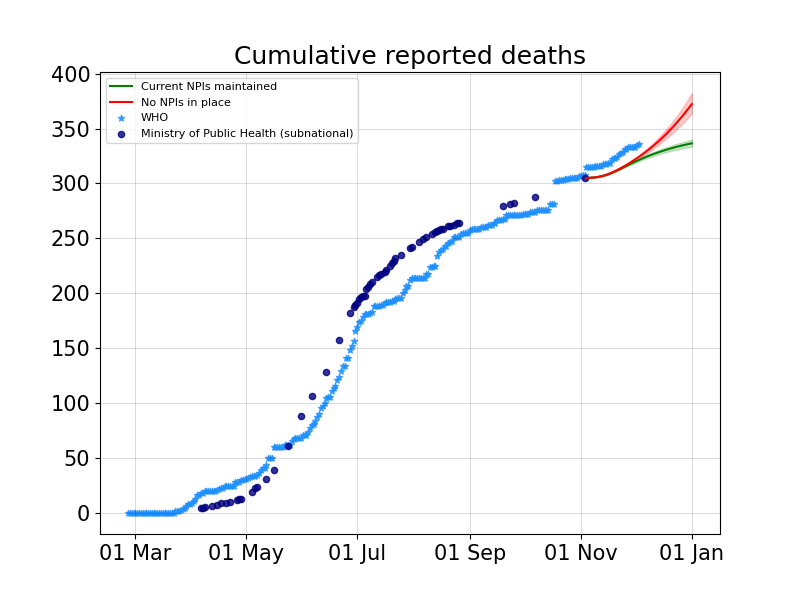 Cumulative reported deaths
400
350
300
250
200
150
100
50
0
Current NPIs maintained
No NPIs in place
WHO
Ministry of Public Health (subnational)
01 Mar 01 May 01 Jul 01 Sep 01 Nov 01 Jan